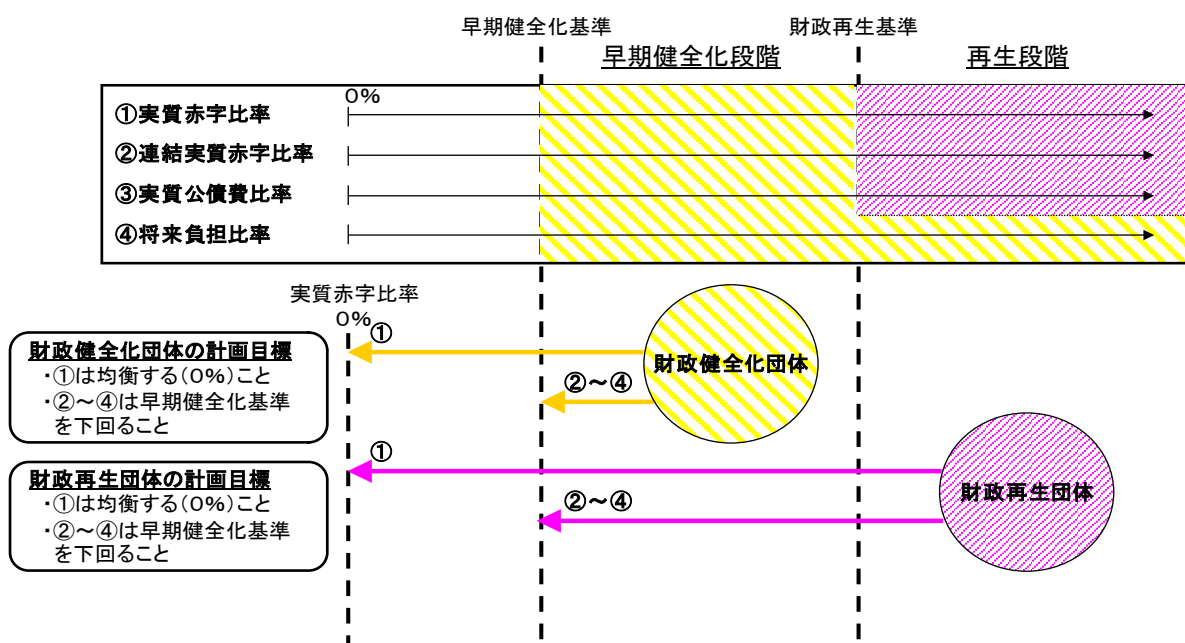 早期健全化基準
財政再生基準
早期健全化段階
再生段階
0%
①実質赤字比率
②連結実質赤字比率
③実質公債費比率
④将来負担比率
実質赤字比率
0%
①
財政健全化団体の計画目標
・①は均衡する(0%)こと
・②～④は早期健全化基準
を下回ること
②～④
財政健全化団体
①
財政再生団体の計画目標
・①は均衡する(0%)こと
・②～④は早期健全化基準
を下回ること
②～④
財政再生団体